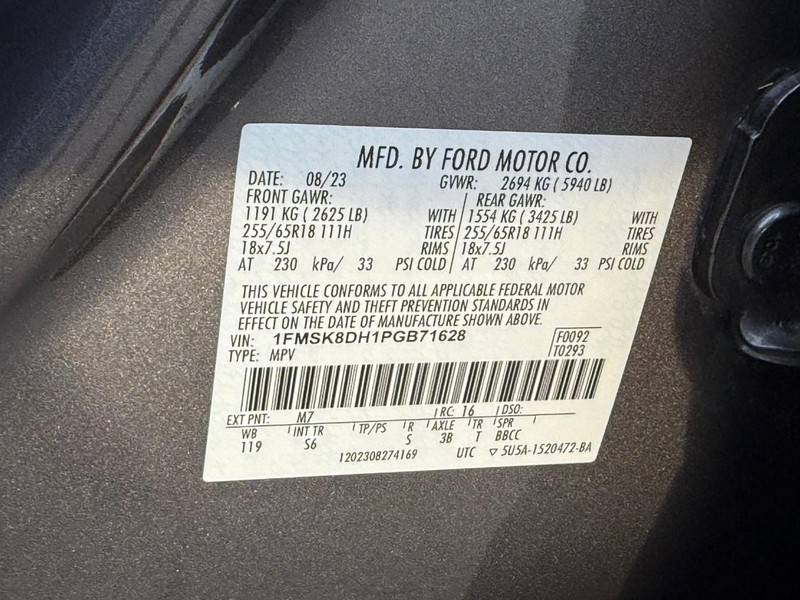 MFD. BY FORD MOTOR CO.
DATE: 08/23 GVWR: 2694 KG ( 5940 LB)
FRONT GAWR: REAR GAWR:
1191 KG ( 2625 LB) WITH 1554 KG ( 3425 LB) WITH
255/65R18 111H TIRES 255/65R18 111H TIRES
18x7.5J RIMS 18x7.5J RIMS
AT 230 kPa/ 33 PSI COLD AT 230 kPa/ 33 PSI COLD
THIS VEHICLE CONFORMS TO ALL APPLICABLE FEDERAL MOTOR
VEHICLE SAFETY AND THEFT PREVENTION STANDARDS IN
EFFECT ON THE DATE OF MANUFACTURE SHOWN ABOVE.
VIN: 1FMSK8DH1PGB71628 F0092
TYPE: MPV T0293
EXT PNT: M7 RC: 16 DSO:
WB INT TR TP/PS R AXLE TR SPR
119 S6 S 3B T BBCC
1202308274169 UTC ▽ 5U5A-1520472-BA